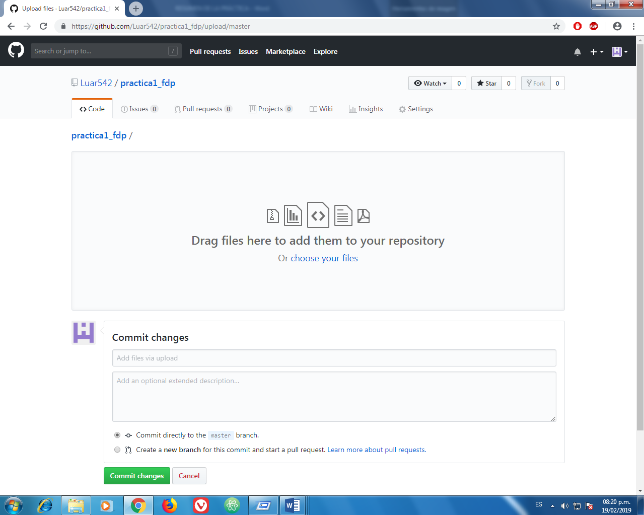 Upload files · Luar542/practica1_
https://github.com/Luar542/practica1_fdp/upload/master
Search or jump to...
/
Pull requests Issues Marketplace Explore
Luar542 / practica1_fdp
Watch 0 Star 0 Fork 0
Code Issues 0 Pull requests 0 Projects 0 Wiki Insights Settings
practica1_fdp /
Drag files here to add them to your repository
Or choose your files
Commit changes
Add files via upload
Add an optional extended description...
Commit directly to the master branch.
Create a new branch for this commit and start a pull request. Learn more about pull requests.
Commit changes Cancel
ES
08:20 p.m.
19/02/2019